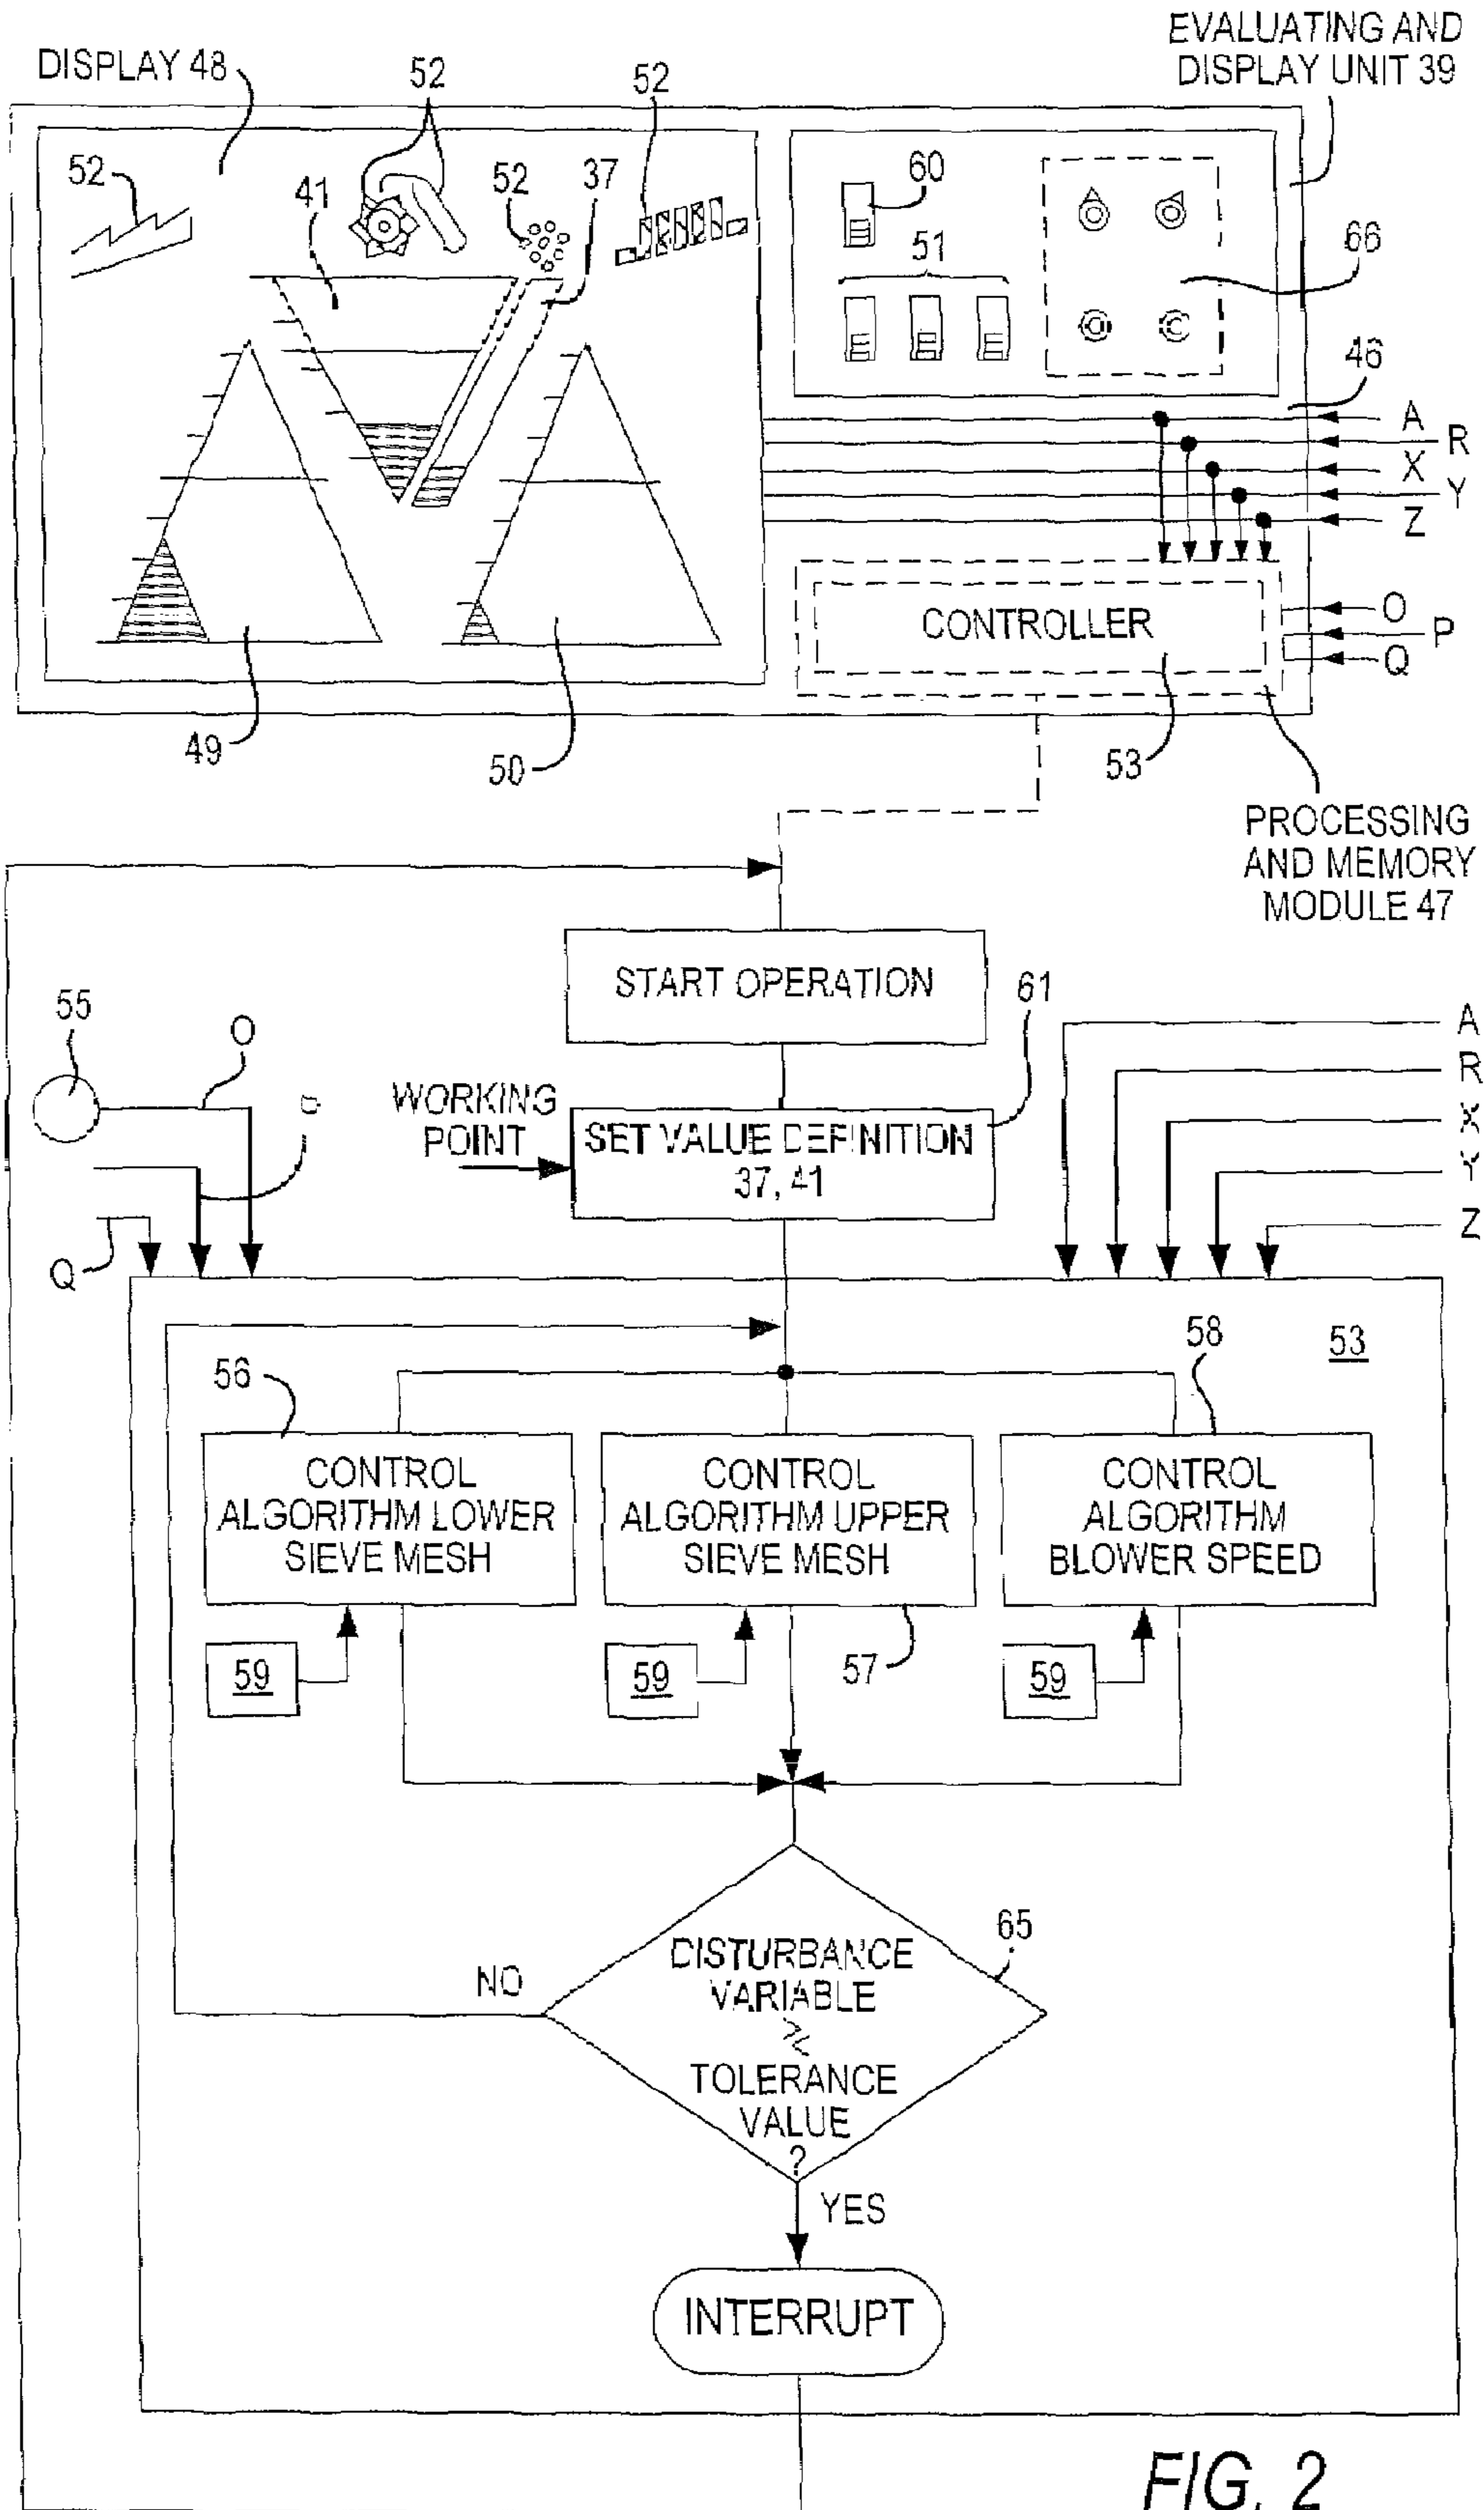 EVALUATING AND
DISPLAY UNIT 39
DISPLAY 48
52
52
52
41
52
37
60
51
66
46
A
R
X
Y
Z
CONTROLLER
O
P
Q
49
50
53
PROCESSING
AND MEMORY
MODULE 47
START OPERATION
61
55
O
WORKING
POINT
SET VALUE DEFINITION
37, 41
A
R
X
Y
Z
Q
53
56
58
CONTROL
ALGORITHM LOWER
SIEVE MESH
CONTROL
ALGORITHM UPPER
SIEVE MESH
CONTROL
ALGORITHM
BLOWER SPEED
59
59
57
59
65
DISTURBANCE
VARIABLE
≷
TOLERANCE
VALUE
?
NO
YES
INTERRUPT
FIG. 2